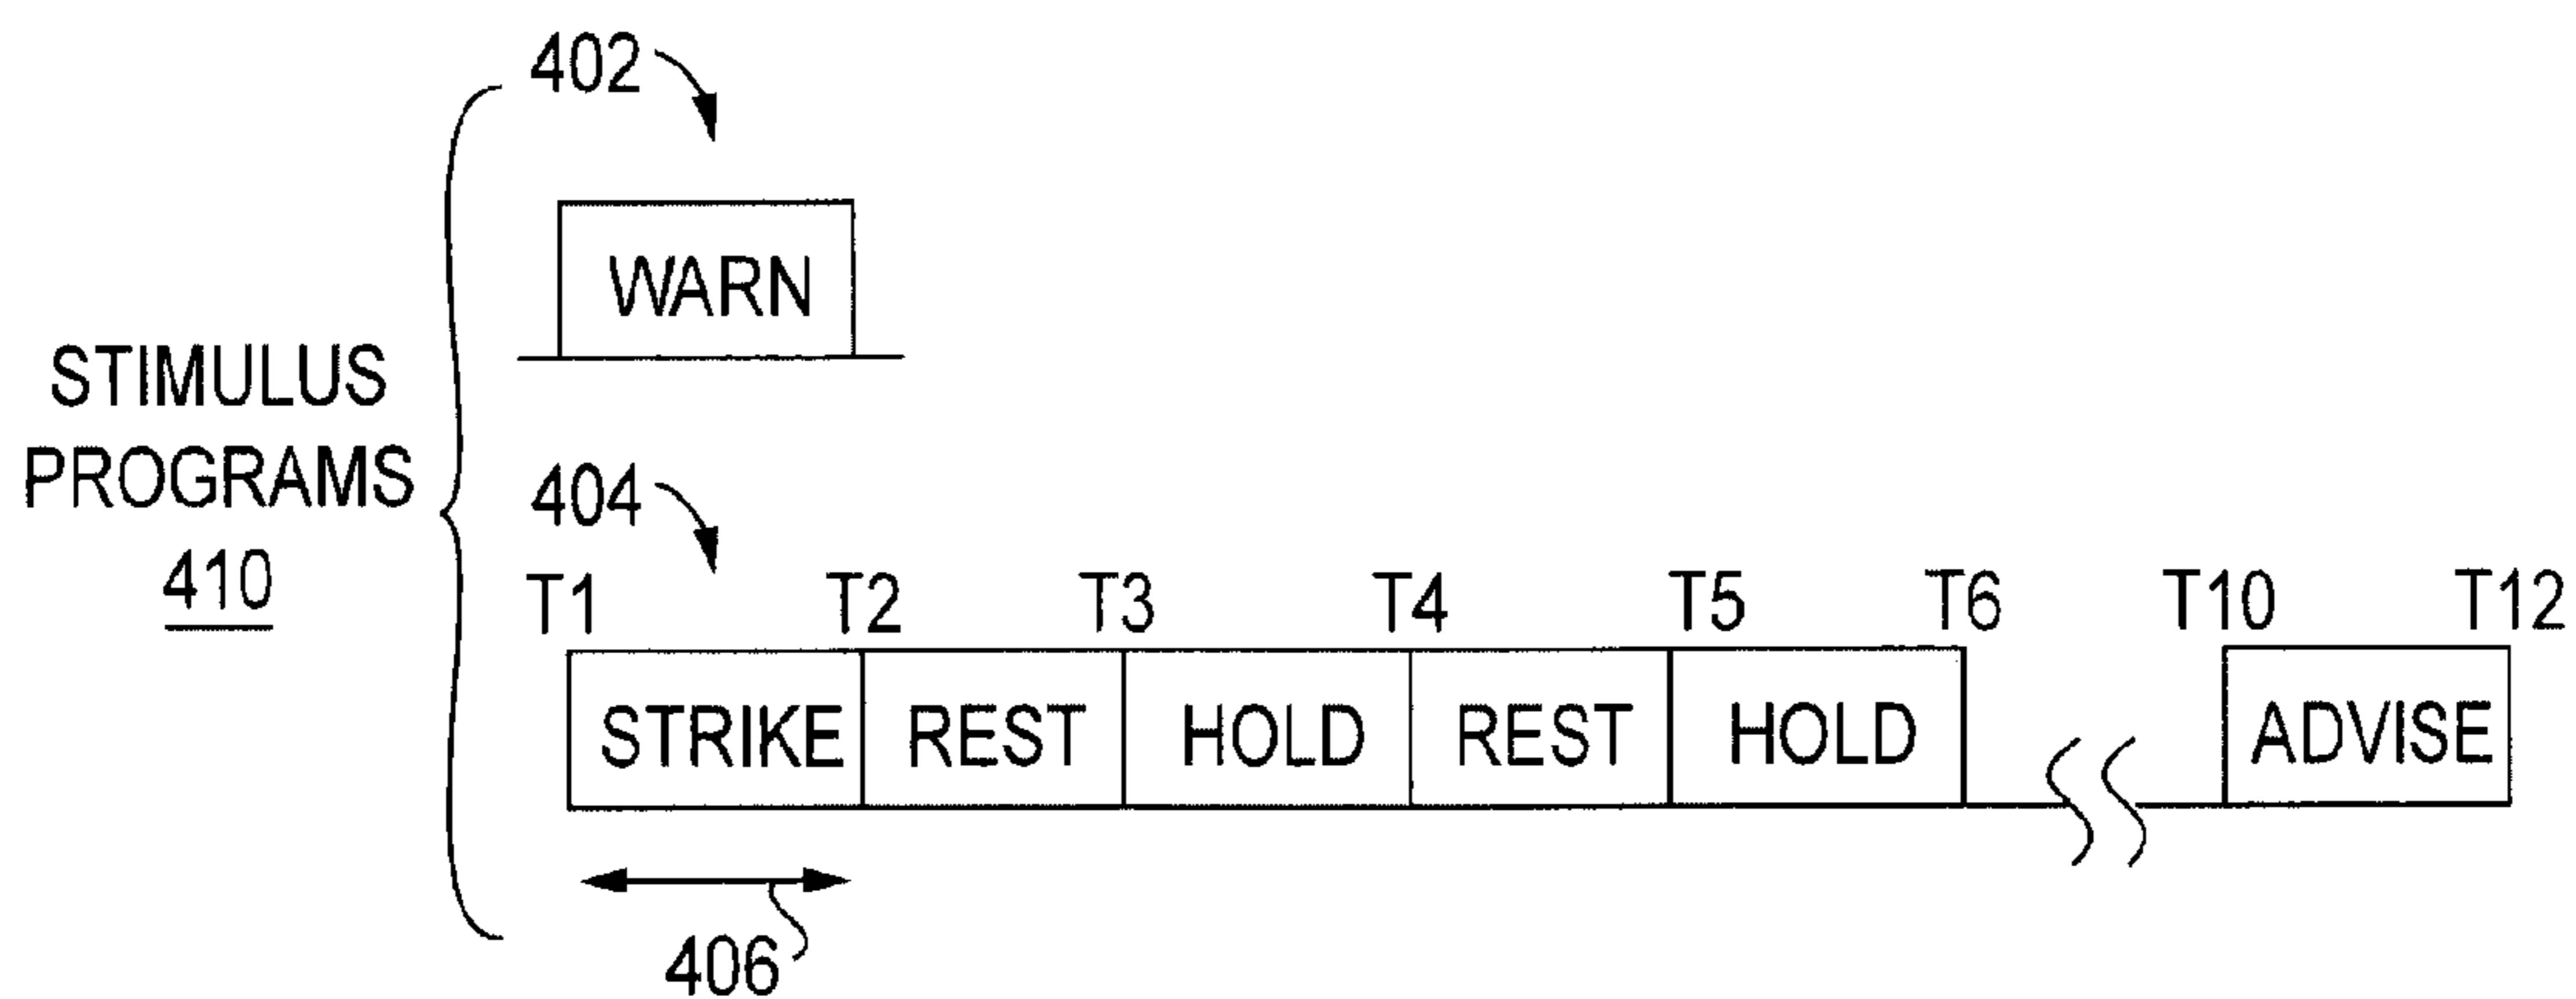 402
WARN
STIMULUS
PROGRAMS
410
404
T1 T2 T3 T4 T5 T6 T10 T12
STRIKE REST HOLD REST HOLD ADVISE
406